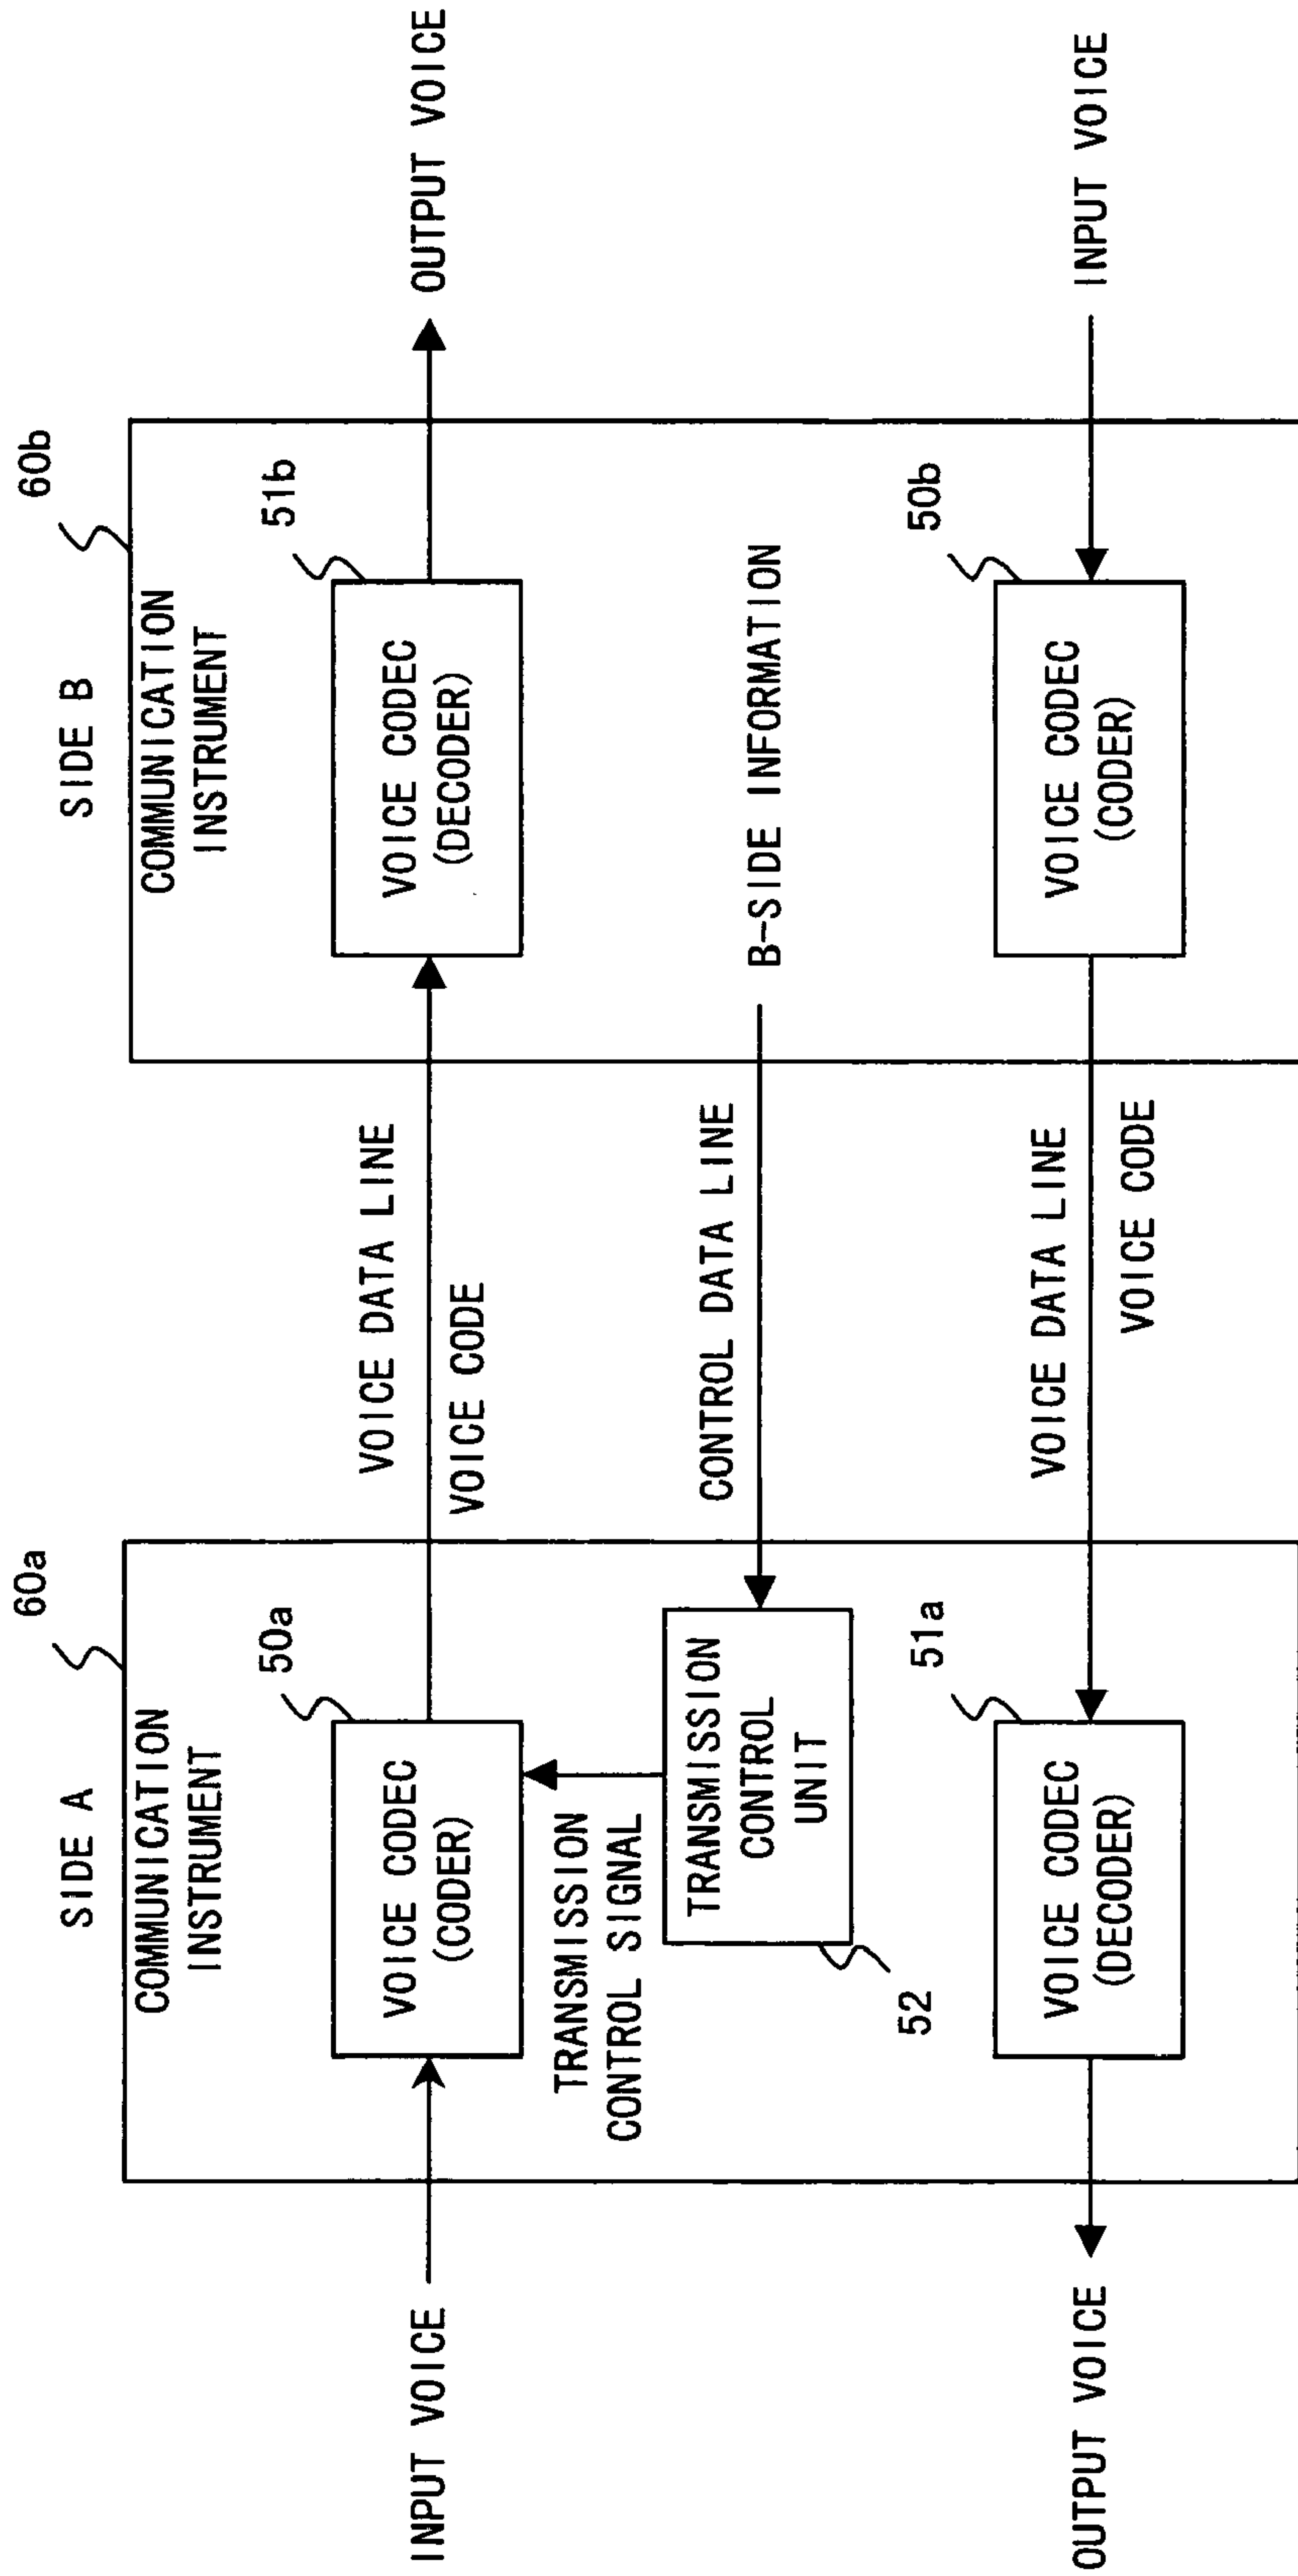 SIDE A
60a
COMMUNICATION
INSTRUMENT
INPUT VOICE
50a
VOICE CODEC
(CODER)
TRANSMISSION
CONTROL SIGNAL
TRANSMISSION
CONTROL
UNIT
52
51a
VOICE CODEC
(DECODER)
OUTPUT VOICE
VOICE DATA LINE
VOICE CODE
CONTROL DATA LINE
VOICE DATA LINE
VOICE CODE
SIDE B
60b
COMMUNICATION
INSTRUMENT
51b
VOICE CODEC
(DECODER)
OUTPUT VOICE
B-SIDE INFORMATION
50b
VOICE CODEC
(CODER)
INPUT VOICE